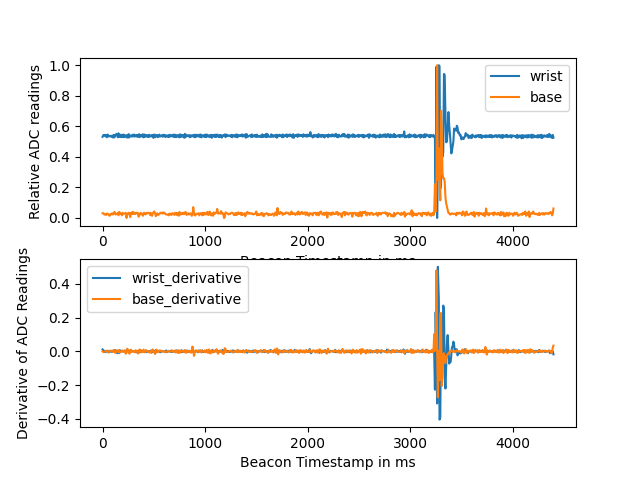 Relative ADC readings
1.0
0.8
0.6
0.4
0.2
0.0
wrist
base
0 1000 2000 3000 4000
Beacon Timestamp in ms
Derivative of ADC Readings
0.4
0.2
0.0
−0.2
−0.4
wrist_derivative
base_derivative
0 1000 2000 3000 4000
Beacon Timestamp in ms